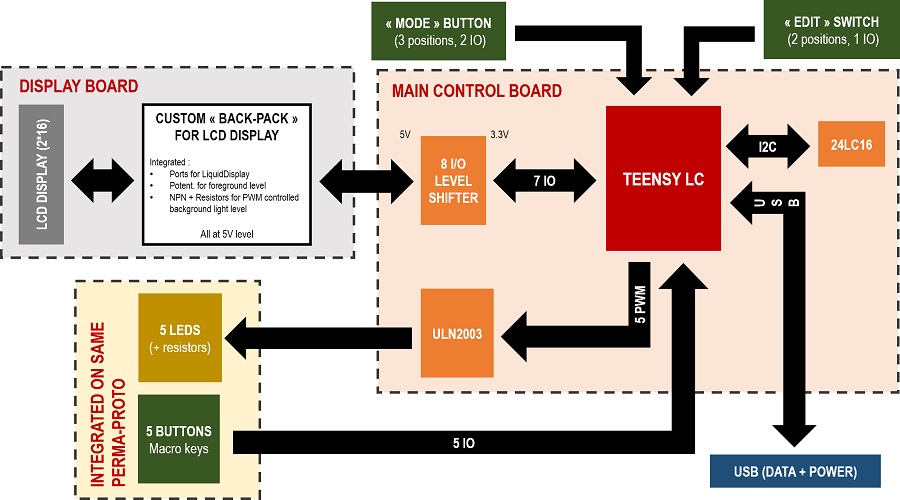 « MODE » BUTTON
(3 positions, 2 IO)
« EDIT » SWITCH
(2 positions, 1 IO)
DISPLAY BOARD
LCD DISPLAY (2*16)
CUSTOM « BACK-PACK »
FOR LCD DISPLAY
Integrated :
• Ports for LiquidDisplay
• Potent. for foreground level
• NPN + Resistors for PWM controlled
background light level
All at 5V level
MAIN CONTROL BOARD
5V
3.3V
8 I/O
LEVEL
SHIFTER
7 IO
TEENSY LC
I2C
24LC16
USB
5 PWM
ULN2003
INTEGRATED ON SAME
PERMA-PROTO
5 LEDS
(+ resistors)
5 BUTTONS
Macro keys
5 IO
USB (DATA + POWER)